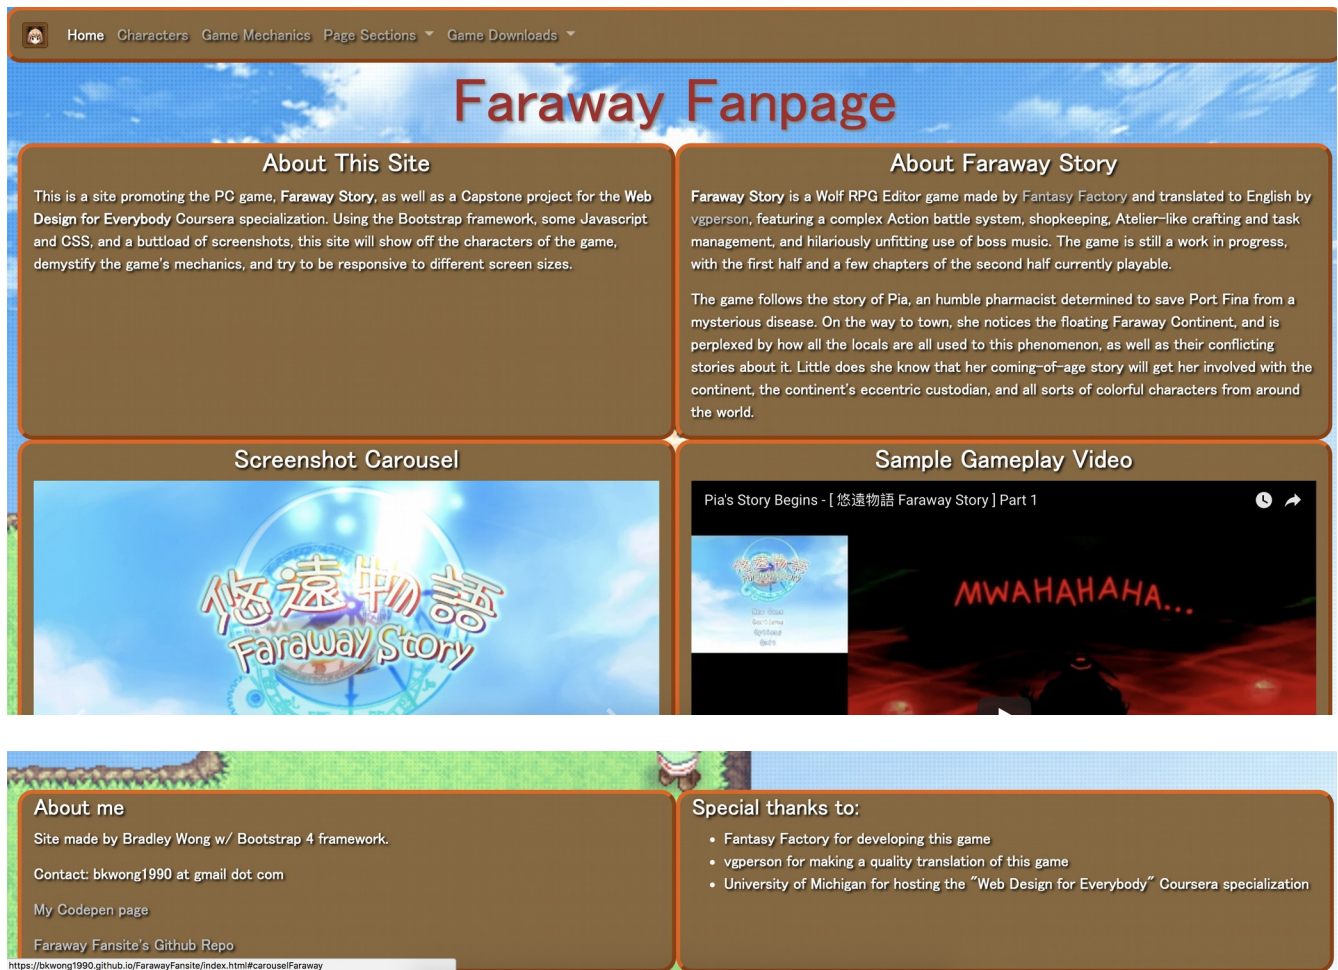 Home Characters Game Mechanics Page Sections Game Downloads
Faraway Fanpage
About This Site
This is a site promoting the PC game, Faraway Story, as well as a Capstone project for the Web
Design for Everybody Coursera specialization. Using the Bootstrap framework, some Javascript
and CSS, and a buttload of screenshots, this site will show off the characters of the game,
demystify the game's mechanics, and try to be responsive to different screen sizes.
About Faraway Story
Faraway Story is a Wolf RPG Editor game made by Fantasy Factory and translated to English by
vgperson, featuring a complex Action battle system, shopkeeping, Atelier-like crafting and task
management, and hilariously unfitting use of boss music. The game is still a work in progress,
with the first half and a few chapters of the second half currently playable.
The game follows the story of Pia, an humble pharmacist determined to save Port Fina from a
mysterious disease. On the way to town, she notices the floating Faraway Continent, and is
perplexed by how all the locals are all used to this phenomenon, as well as their conflicting
stories about it. Little does she know that her coming-of-age story will get her involved with the
continent, the continent's eccentric custodian, and all sorts of colorful characters from around
the world.
Screenshot Carousel
悠遠物語
Faraway Story
Sample Gameplay Video
Pia's Story Begins - [ 悠遠物語 Faraway Story ] Part 1
悠遠物語
Faraway Story
New Game
Continue
Options
Quit
MWAHAHAHA...
About me
Site made by Bradley Wong w/ Bootstrap 4 framework.
Contact: bkwong1990 at gmail dot com
My Codepen page
Faraway Fansite's Github Repo
Special thanks to:
• Fantasy Factory for developing this game
• vgperson for making a quality translation of this game
• University of Michigan for hosting the "Web Design for Everybody" Coursera specialization
https://bkwong1990.github.io/FarawayFansite/index.html#carouselFaraway